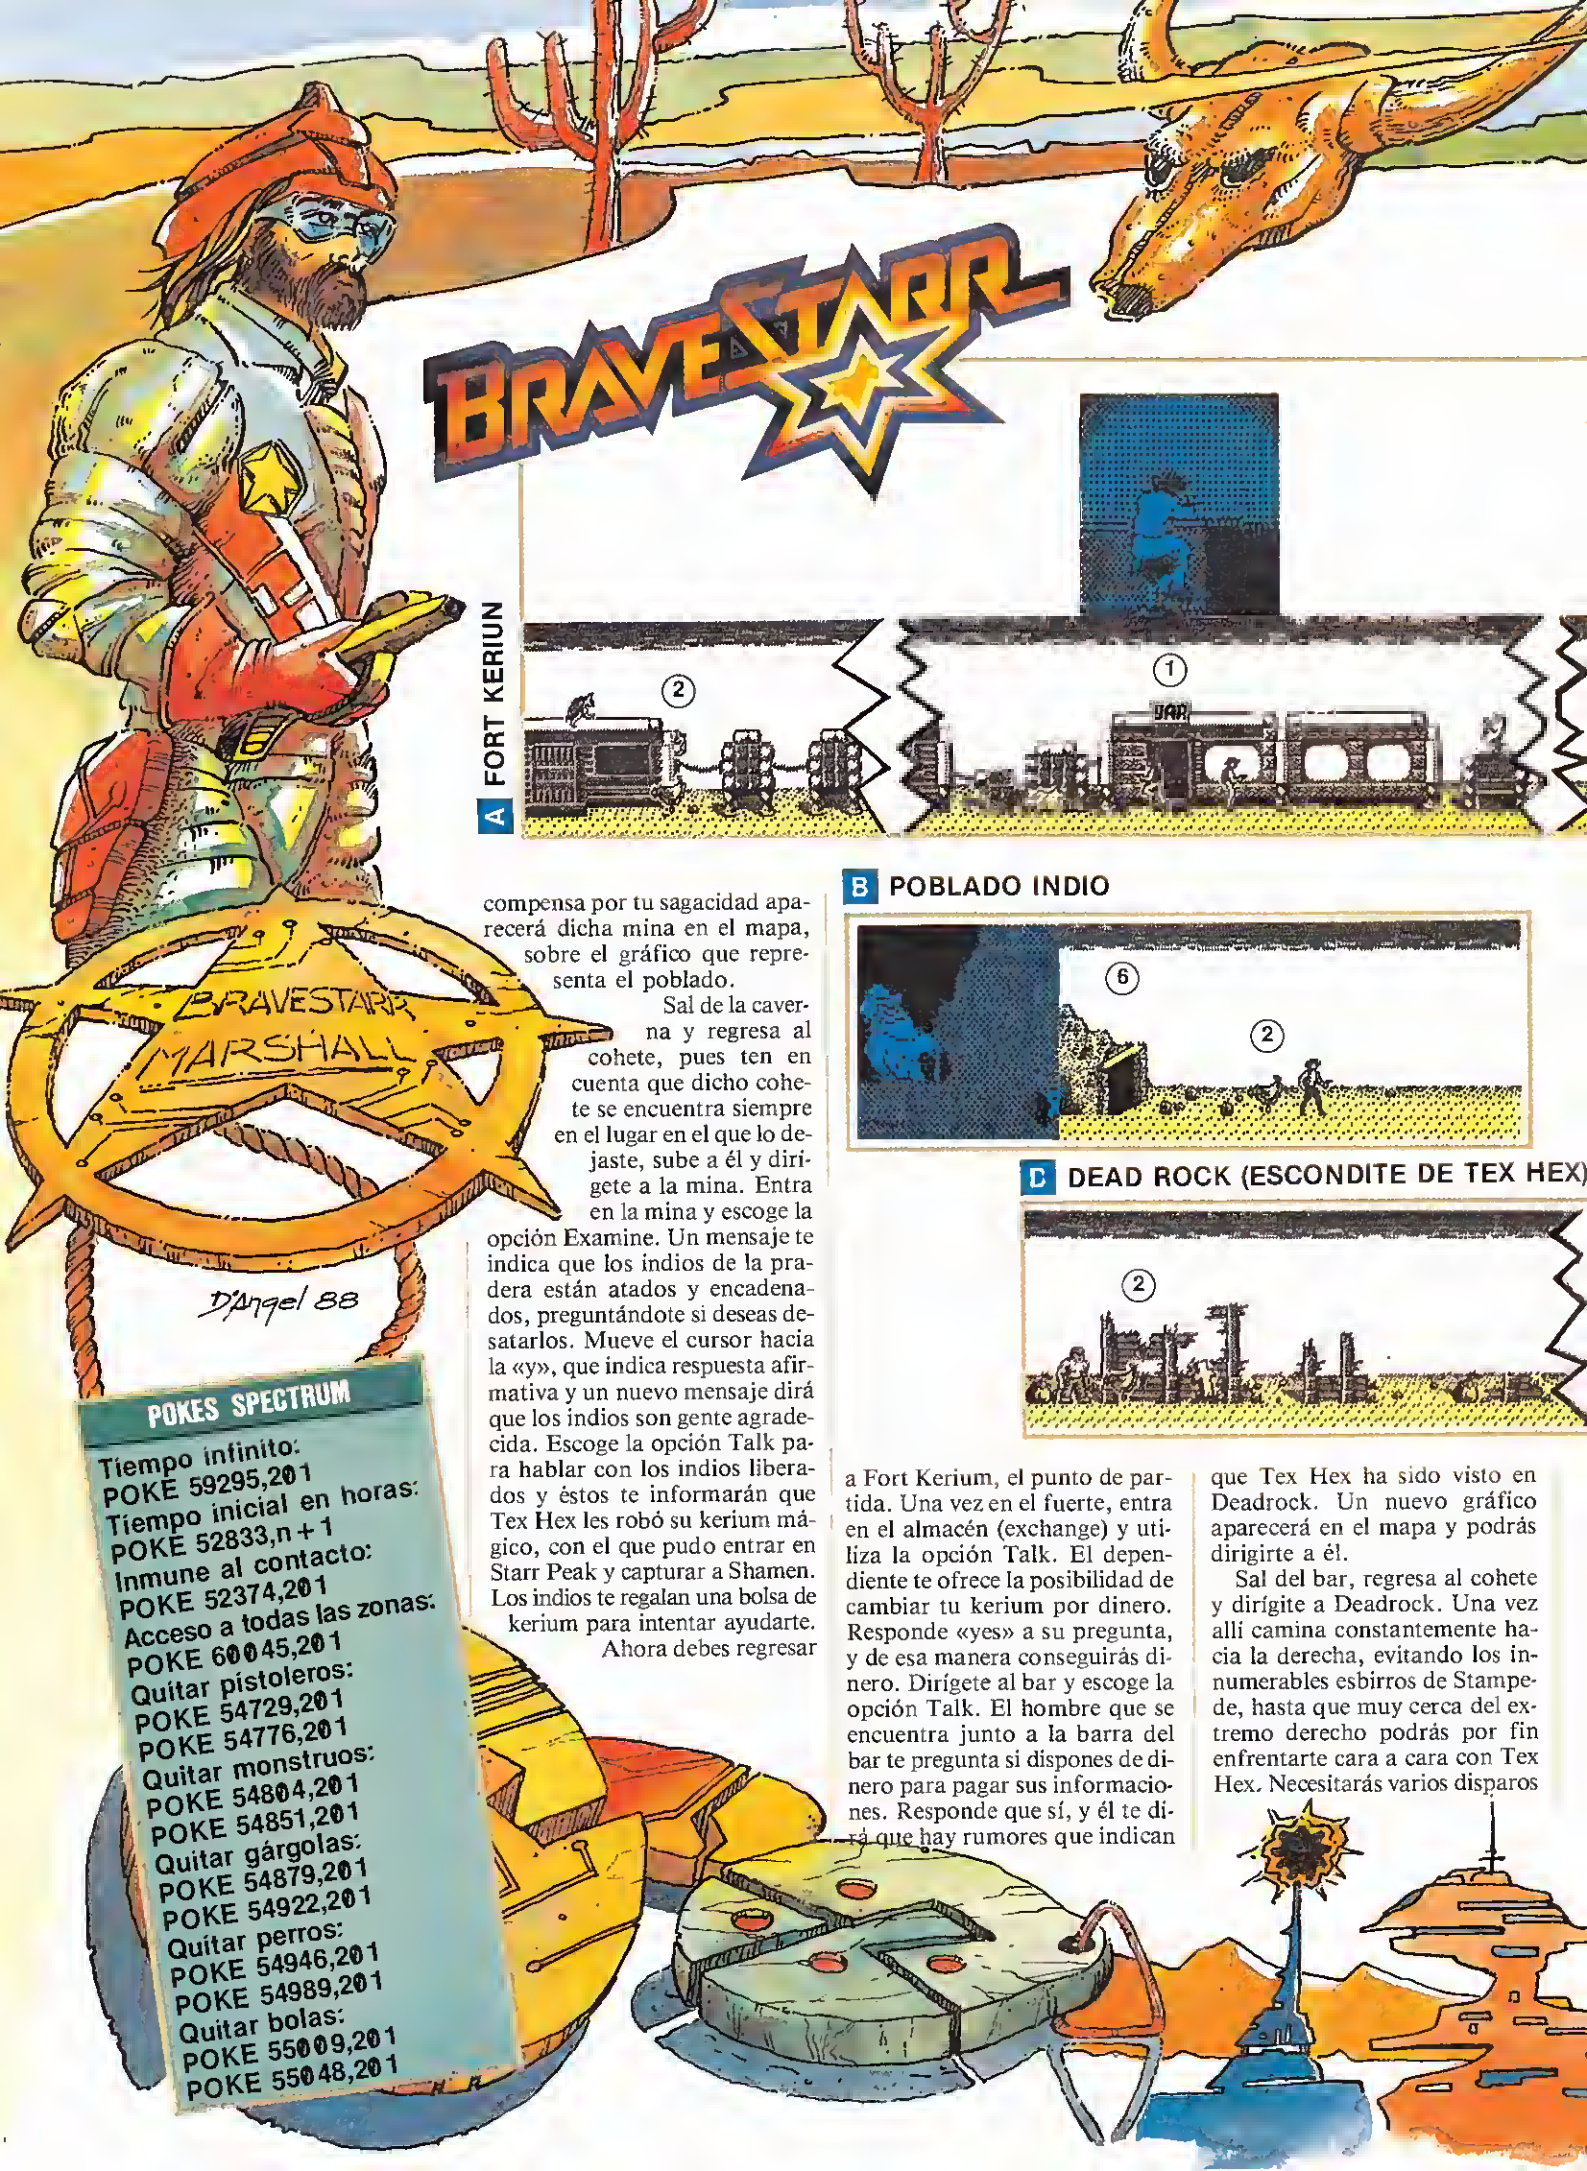 BRAVESTARR
A FORT KERIUN
2
1
BAR
B POBLADO INDIO
6
2
DEAD ROCK (ESCONDITE DE TEX HEX)
2
compensa por tu sagacidad apa-
recerá dicha mina en el mapa,
sobre el gráfico que repre-
senta el poblado.
Sal de la caver-
na y regresa al
cohete, pues ten en
cuenta que dicho cohe-
te se encuentra siempre
en el lugar en el que lo de-
jaste, sube a él y dirí-
gete a la mina. Entra
en la mina y escoge la
opción Examine. Un mensaje te
indica que los indios de la pra-
dera están atados y encadena-
dos, preguntándote si deseas de-
satarlos. Mueve el cursor hacia
la «y», que indica respuesta afir-
mativa y un nuevo mensaje dirá
que los indios son gente agrade-
cida. Escoge la opción Talk pa-
ra hablar con los indios libera-
dos y éstos te informarán que
Tex Hex les robó su kerium má-
gico, con el que pudo entrar en
Starr Peak y capturar a Shamen.
Los indios te regalan una bolsa de
kerium para intentar ayudarte.
Ahora debes regresar
a Fort Kerium, el punto de par-
tida. Una vez en el fuerte, entra
en el almacén (exchange) y uti-
liza la opción Talk. El depen-
diente te ofrece la posibilidad de
cambiar tu kerium por dinero.
Responde «yes» a su pregunta,
y de esa manera conseguirás di-
nero. Dirígete al bar y escoge la
opción Talk. El hombre que se
encuentra junto a la barra del
bar te pregunta si dispones de di-
nero para pagar sus informacio-
nes. Responde que sí, y él te di-
rá que hay rumores que indican
que Tex Hex ha sido visto en
Deadrock. Un nuevo gráfico
aparecerá en el mapa y podrás
dirigirte a él.
Sal del bar, regresa al cohete
y dirígite a Deadrock. Una vez
allí camina constantemente ha-
cia la derecha, evitando los in-
numerables esbirros de Stampe-
de, hasta que muy cerca del ex-
tremo derecho podrás por fin
enfrentarte cara a cara con Tex
Hex. Necesitarás varios disparos
BRAVESTARR
MARSHALL
D'Angel 88
POKES SPECTRUM
Tiempo infinito:
POKE 59295,201
Tiempo inicial en horas:
POKE 52833,n+1
Inmune al contacto:
POKE 52374,201
Acceso a todas las zonas:
POKE 60045,201
Quitar pistoleros:
POKE 54729,201
POKE 54776,201
Quitar monstruos:
POKE 54804,201
POKE 54851,201
Quitar gárgolas:
POKE 54879,201
POKE 54922,201
Quitar perros:
POKE 54946,201
POKE 54989,201
Quitar bolas:
POKE 55009,201
POKE 55048,201